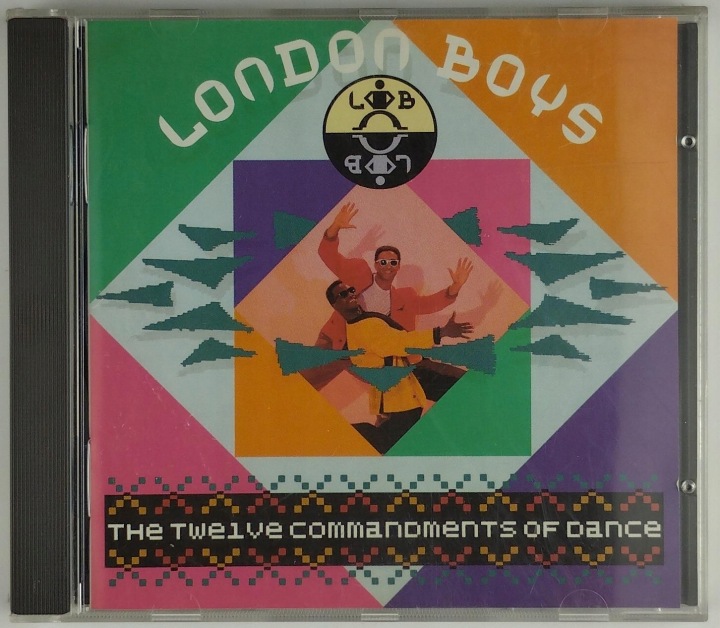 LONDON BOYS
L B
L B
THE TWELVE COMMANDMENTS OF DANCE